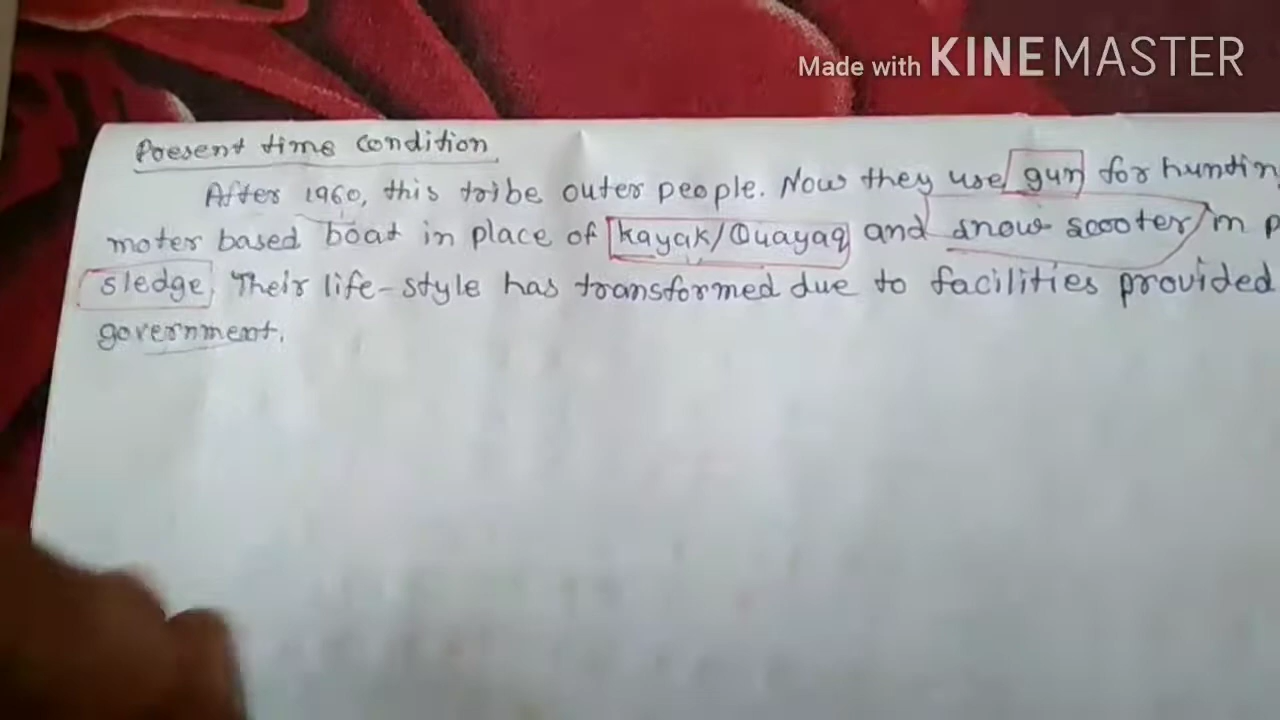 Made with KINEMASTER
Present time condition
After 1960, this tribe outer people. Now they use gun for huntin
moter based boat in place of kayak/Quayaq and snow scooter in p
sledge. Their life-style has transformed due to facilities provided
government.